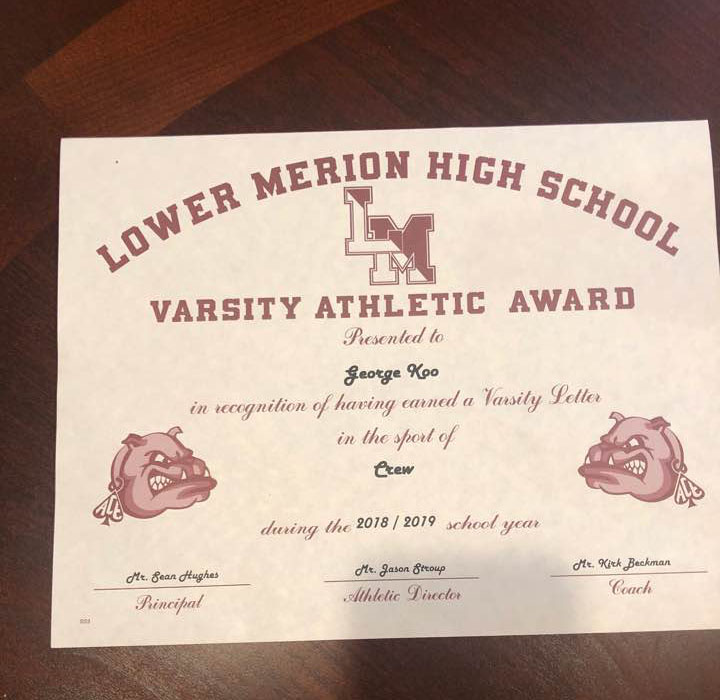 LOWER MERION HIGH SCHOOL
LM
VARSITY ATHLETIC AWARD
Presented to
George Koo
in recognition of having earned a Varsity Letter
in the sport of
Crew
ACE
ACE
during the 2018 / 2019 school year
Mr. Sean Hughes
Mr. Jason Stroup
Mr. Kirk Beckman
Principal
Athletic Director
Coach